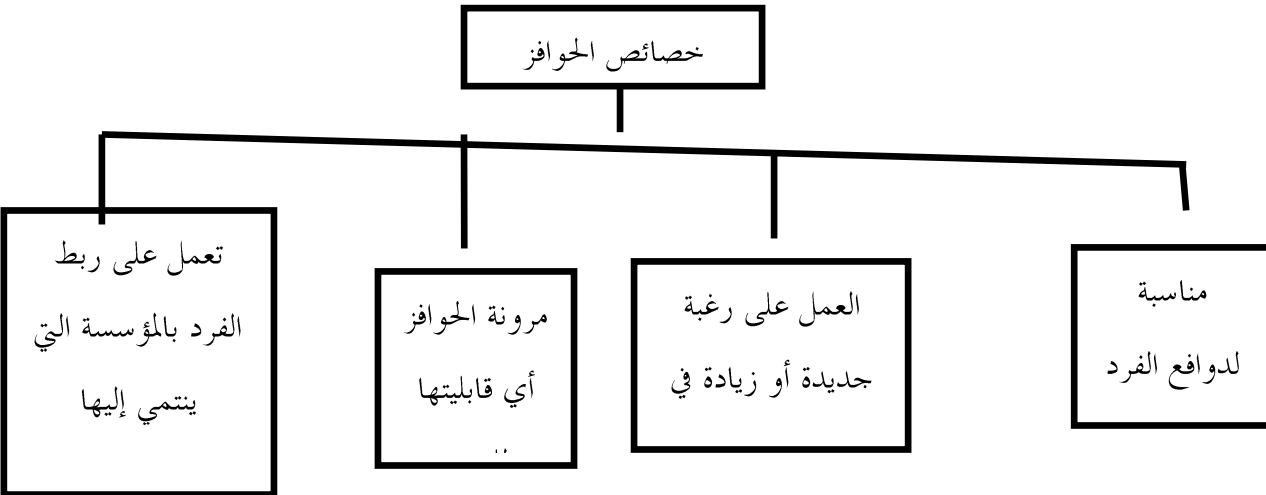 خصائص الحوافز
مناسبة
لدوافع الفرد
العمل على رغبة
جديدة أو زيادة في
مرونة الحوافز
أي قابليتها
تعمل على ربط
الفرد بالمؤسسة التي
ينتمي إليها